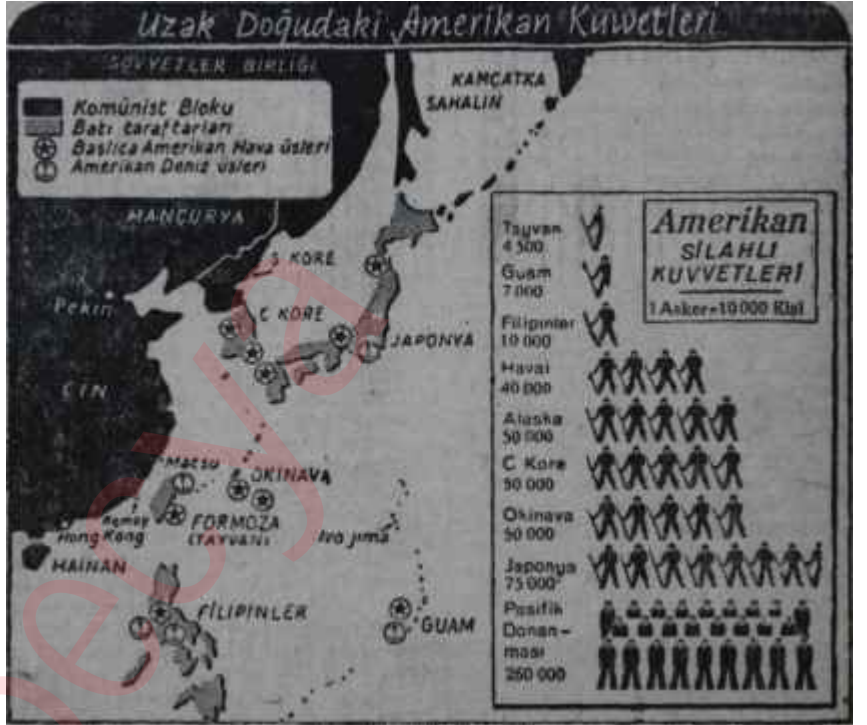 Uzak Doğudaki Amerikan Kuvvetleri
SOVYETLER BİRLİĞİ
Komünist Bloku
Batı taraftarları
Başlıca Amerikan Hava üsleri
Amerikan Deniz üsleri
KAMÇATKA
SAHALİN
MANÇURYA
S KORE
Pekin
C KORE
JAPONYA
ÇİN
Matsu
OKİNAVA
Kemoy
Hong Kong
FORMOZA
(TAYVAN)
İvo jima
HAİNAN
FİLİPİNLER
GUAM
Amerikan
SİLAHLI
KUVVETLERİ
1 Asker=10 000 Kişi
Tayvan
4 500
Guam
7 000
Filipinler
10 000
Havai
40 000
Alaska
50 000
C Kore
50 000
Okinava
50 000
Japonya
75 000
Pasifik
Donan-
ması
250 000